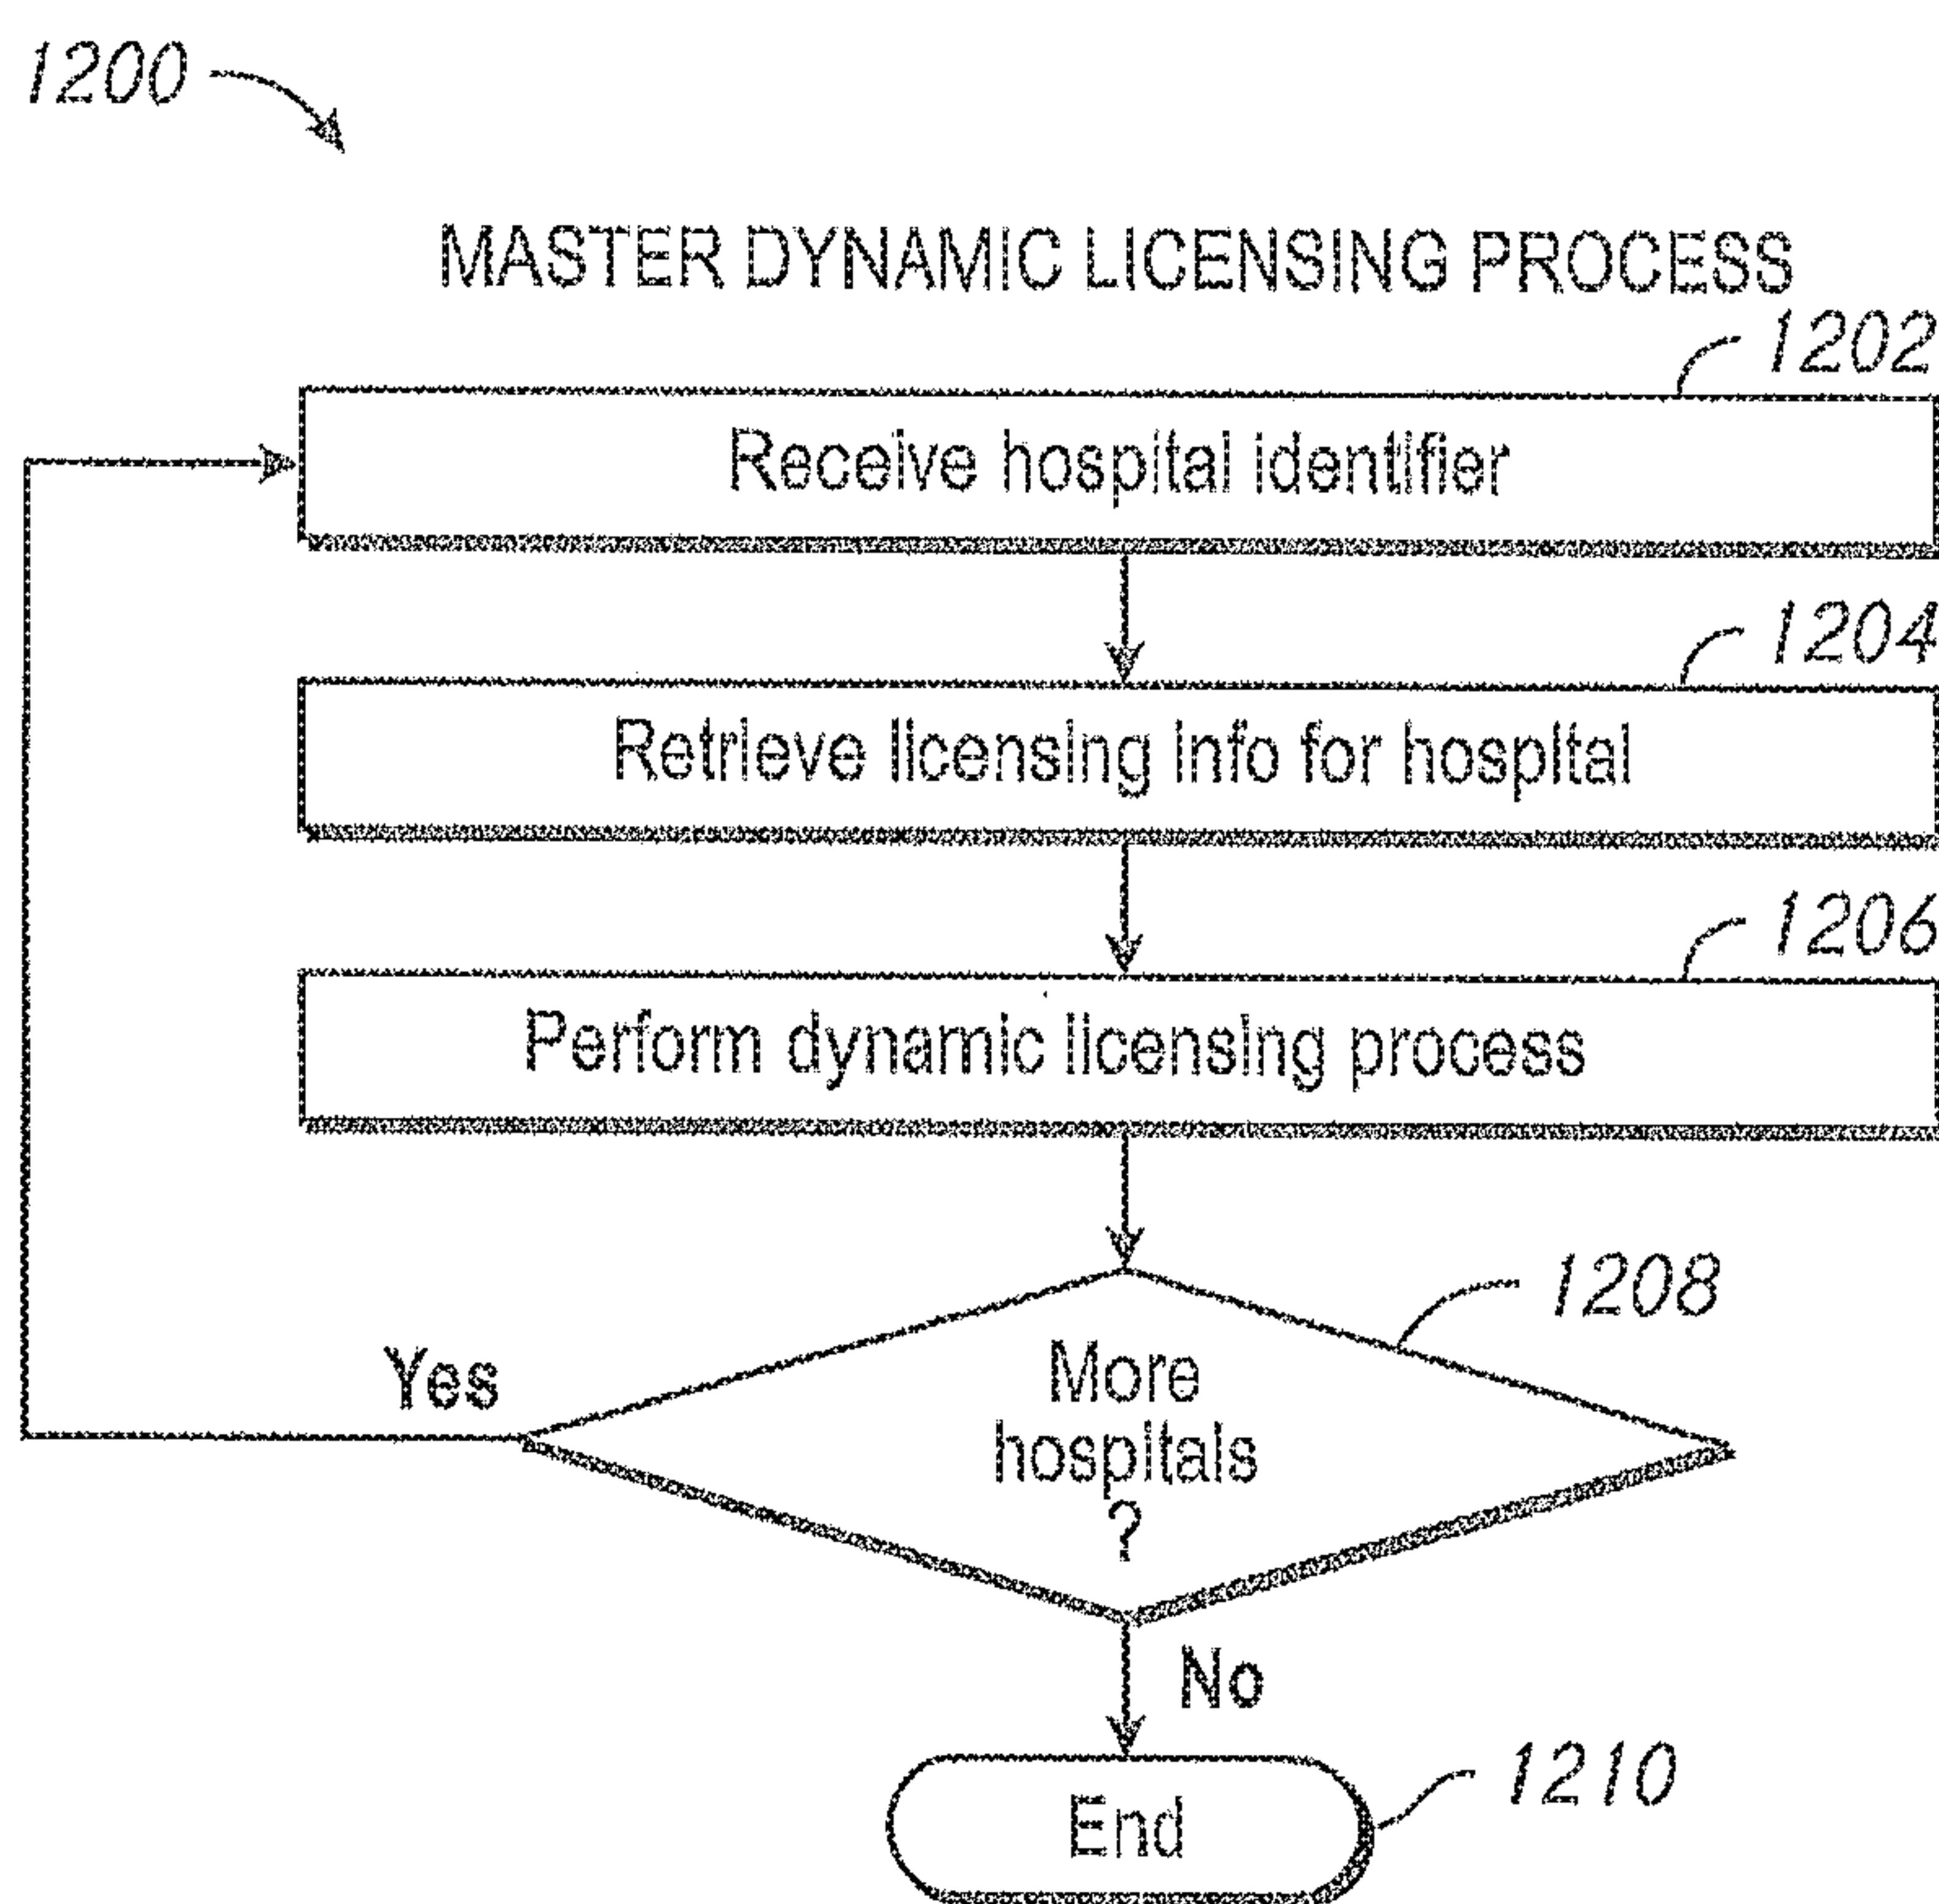 1200
MASTER DYNAMIC LICENSING PROCESS
1202
Receive hospital identifier
1204
Retrieve licensing info for hospital
1206
Perform dynamic licensing process
1208
Yes
More
hospitals
?
No
1210
End